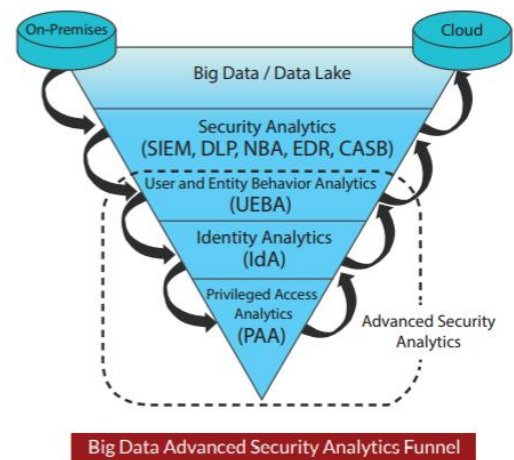 On-Premises
Cloud
Big Data / Data Lake
Security Analytics
(SIEM, DLP, NBA, EDR, CASB)
User and Entity Behavior Analytics
(UEBA)
Identity Analytics
(IdA)
Privileged Access
Analytics
(PAA)
Advanced Security
Analytics
Big Data Advanced Security Analytics Funnel